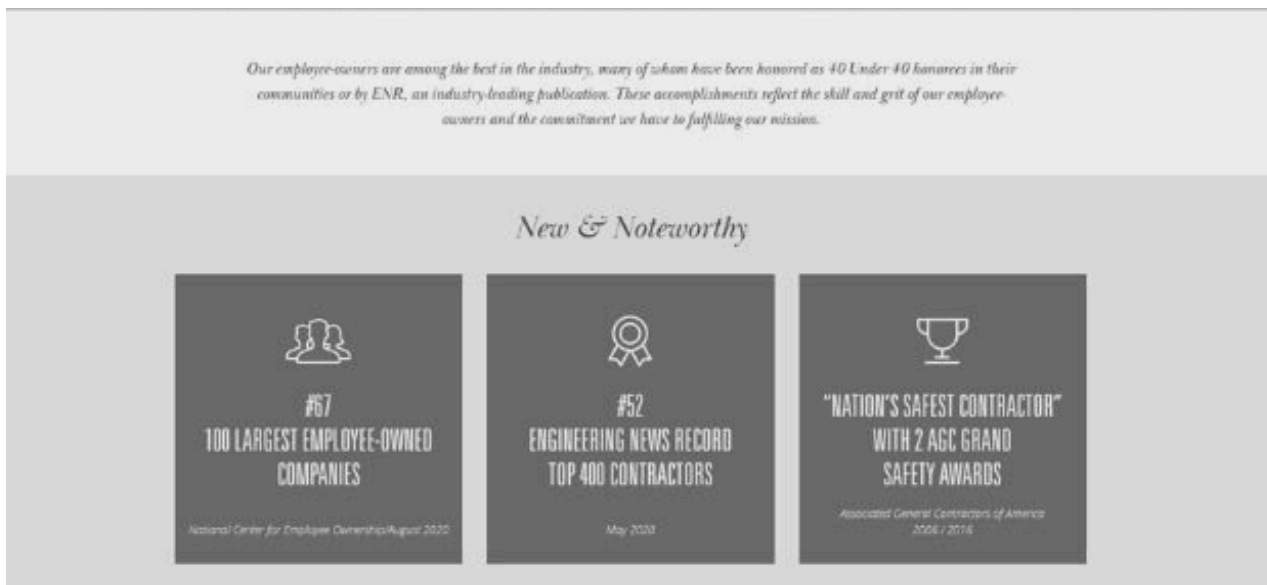 Our employee-owners are among the best in the industry, many of whom have been honored as 40 Under 40 honorees in their
communities or by ENR, an industry-leading publication. These accomplishments reflect the skill and grit of our employee-
owners and the commitment we have to fulfilling our mission.
New & Noteworthy
#67
100 LARGEST EMPLOYEE-OWNED
COMPANIES
National Center for Employee Ownership/August 2020
#52
ENGINEERING NEWS RECORD
TOP 400 CONTRACTORS
May 2020
“NATION’S SAFEST CONTRACTOR”
WITH 2 AGC GRAND
SAFETY AWARDS
Associated General Contractors of America
2006 / 2016